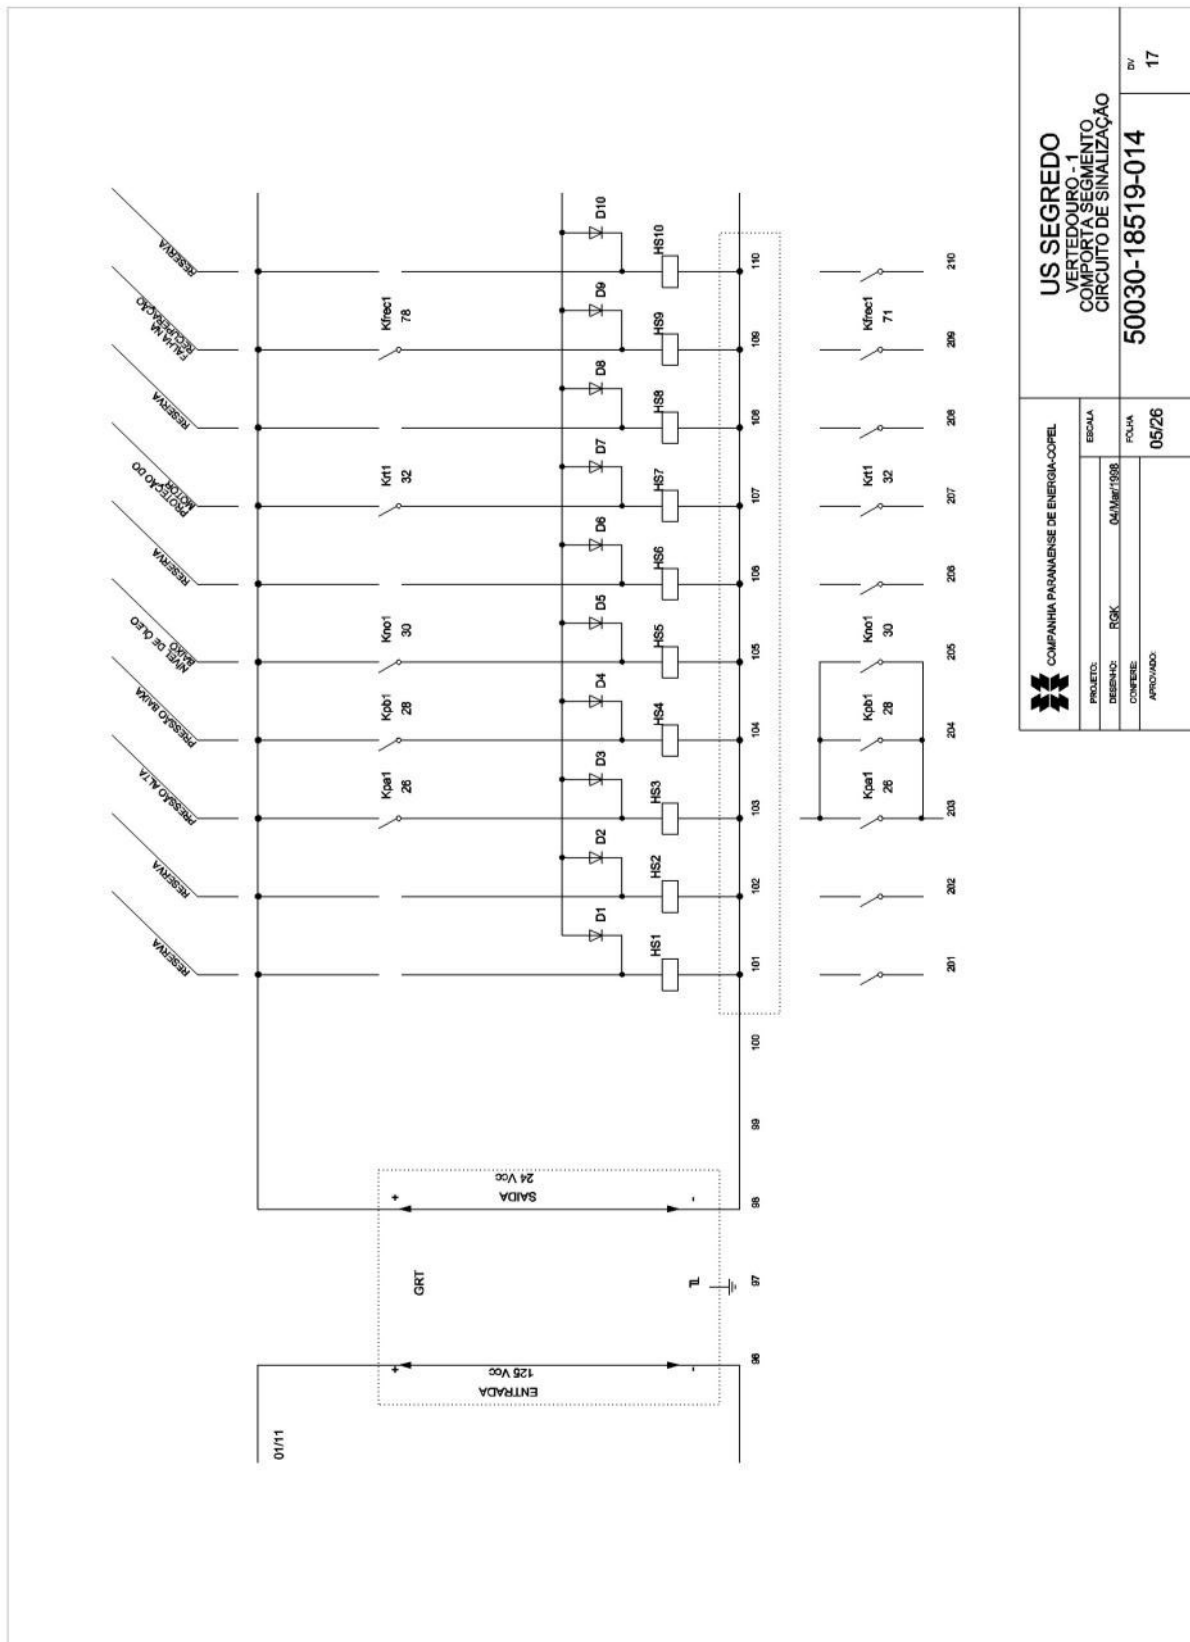 RESERVA
RESERVA
PRESSÃO ALTA
PRESSÃO BAIXA
NÍVEL DE ÓLEO
BAIXO
RESERVA
PROTEÇÃO DO
MOTOR
RESERVA
FALHA NA
RECUPERAÇÃO
RESERVA
01/11
ENTRADA
125 Vcc
+
-
GRT
SAIDA
24 Vcc
+
-
Kpa1
26
Kpb1
28
Kno1
30
Krt1
32
Kfrec1
78
D1
D2
D3
D4
D5
D6
D7
D8
D9
D10
HS1
HS2
HS3
HS4
HS5
HS6
HS7
HS8
HS9
HS10
96
97
98
99
100
101
102
103
104
105
106
107
108
109
110
Kpa1
26
Kpb1
28
Kno1
30
Krt1
32
Kfrec1
71
201
202
203
204
205
206
207
208
209
210
COMPANHIA PARANAENSE DE ENERGIA-COPEL
US SEGREDO
VERTEDOURO - 1
COMPORTA SEGMENTO
CIRCUITO DE SINALIZAÇÃO
PROJETO:
DESENHO: RGK 04/Mar/1998
ESCALA
CONFERE:
APROVADO:
FOLHA
05/26
50030-18519-014
DV
17